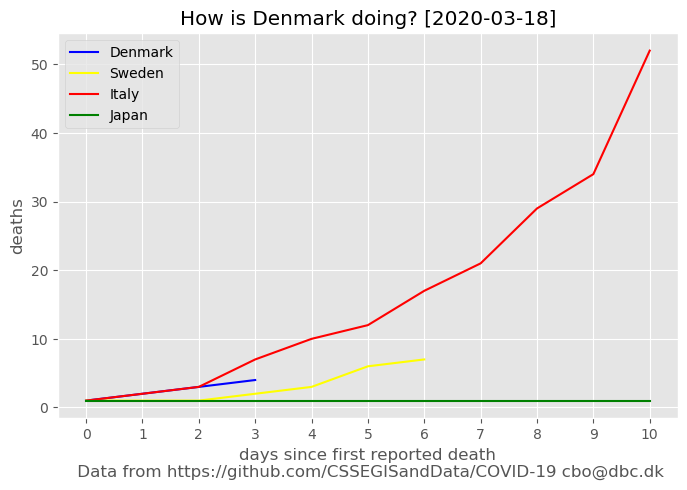 How is Denmark doing? [2020-03-18]
Denmark
Sweden
Italy
Japan
deaths
50
40
30
20
10
0
0 1 2 3 4 5 6 7 8 9 10
days since first reported death
Data from https://github.com/CSSEGISandData/COVID-19 cbo@dbc.dk